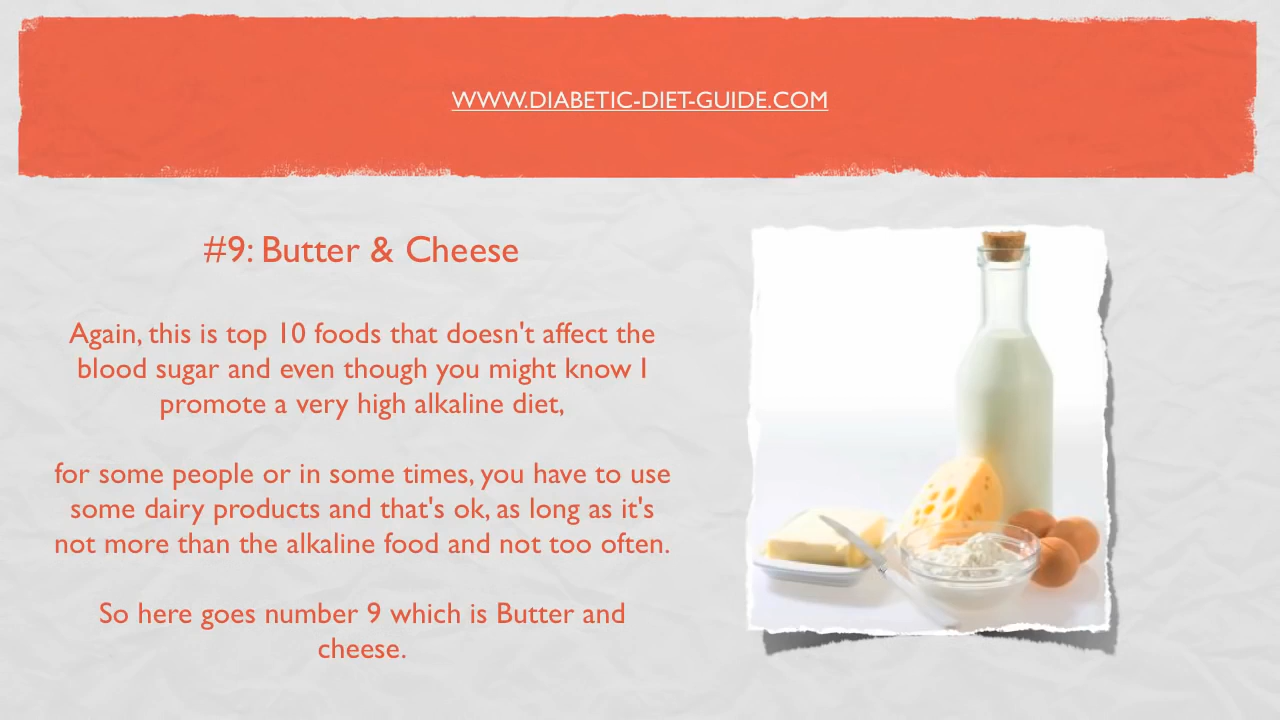 WWW.DIABETIC-DIET-GUIDE.COM
#9: Butter & Cheese
Again, this is top 10 foods that doesn't affect the
blood sugar and even though you might know I
promote a very high alkaline diet,
for some people or in some times, you have to use
some dairy products and that's ok, as long as it's
not more than the alkaline food and not too often.
So here goes number 9 which is Butter and
cheese.